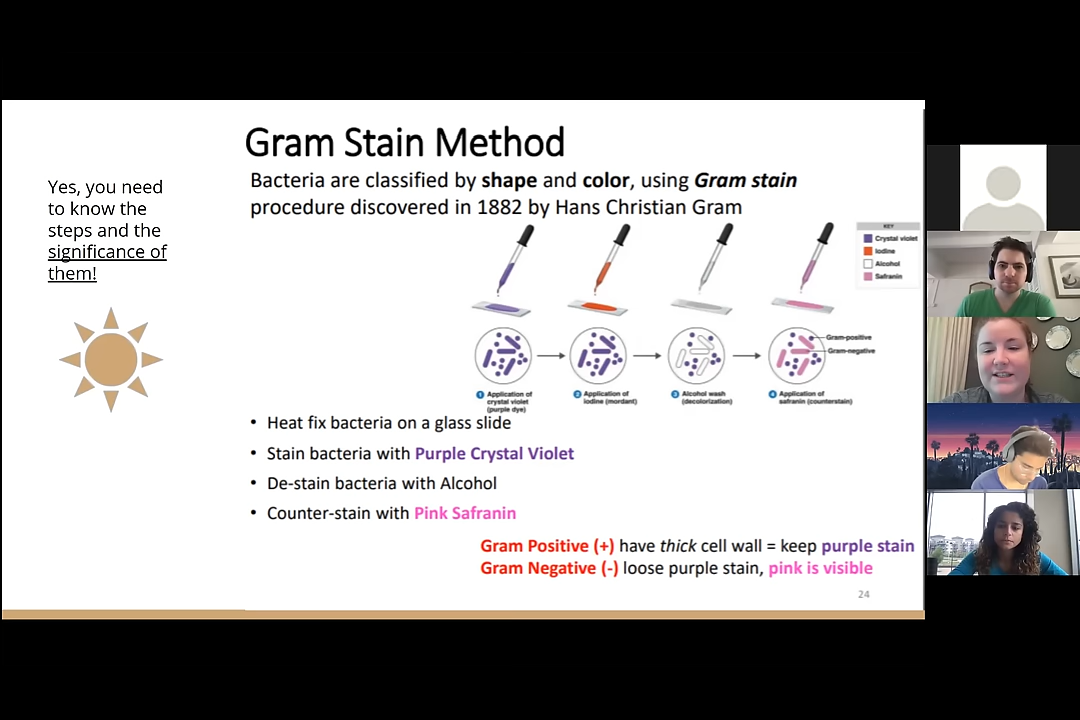 Gram Stain Method
Yes, you need
to know the
steps and the
significance of
them!
Bacteria are classified by shape and color, using Gram stain
procedure discovered in 1882 by Hans Christian Gram
KEY
Crystal violet
Iodine
Alcohol
Safranin
Gram-positive
Gram-negative
1 Application of
crystal violet
(purple dye)
2 Application of
iodine (mordant)
3 Alcohol wash
(decolorization)
4 Application of
safranin (counterstain)
• Heat fix bacteria on a glass slide
• Stain bacteria with Purple Crystal Violet
• De-stain bacteria with Alcohol
• Counter-stain with Pink Safranin
Gram Positive (+) have thick cell wall = keep purple stain
Gram Negative (-) loose purple stain, pink is visible
24